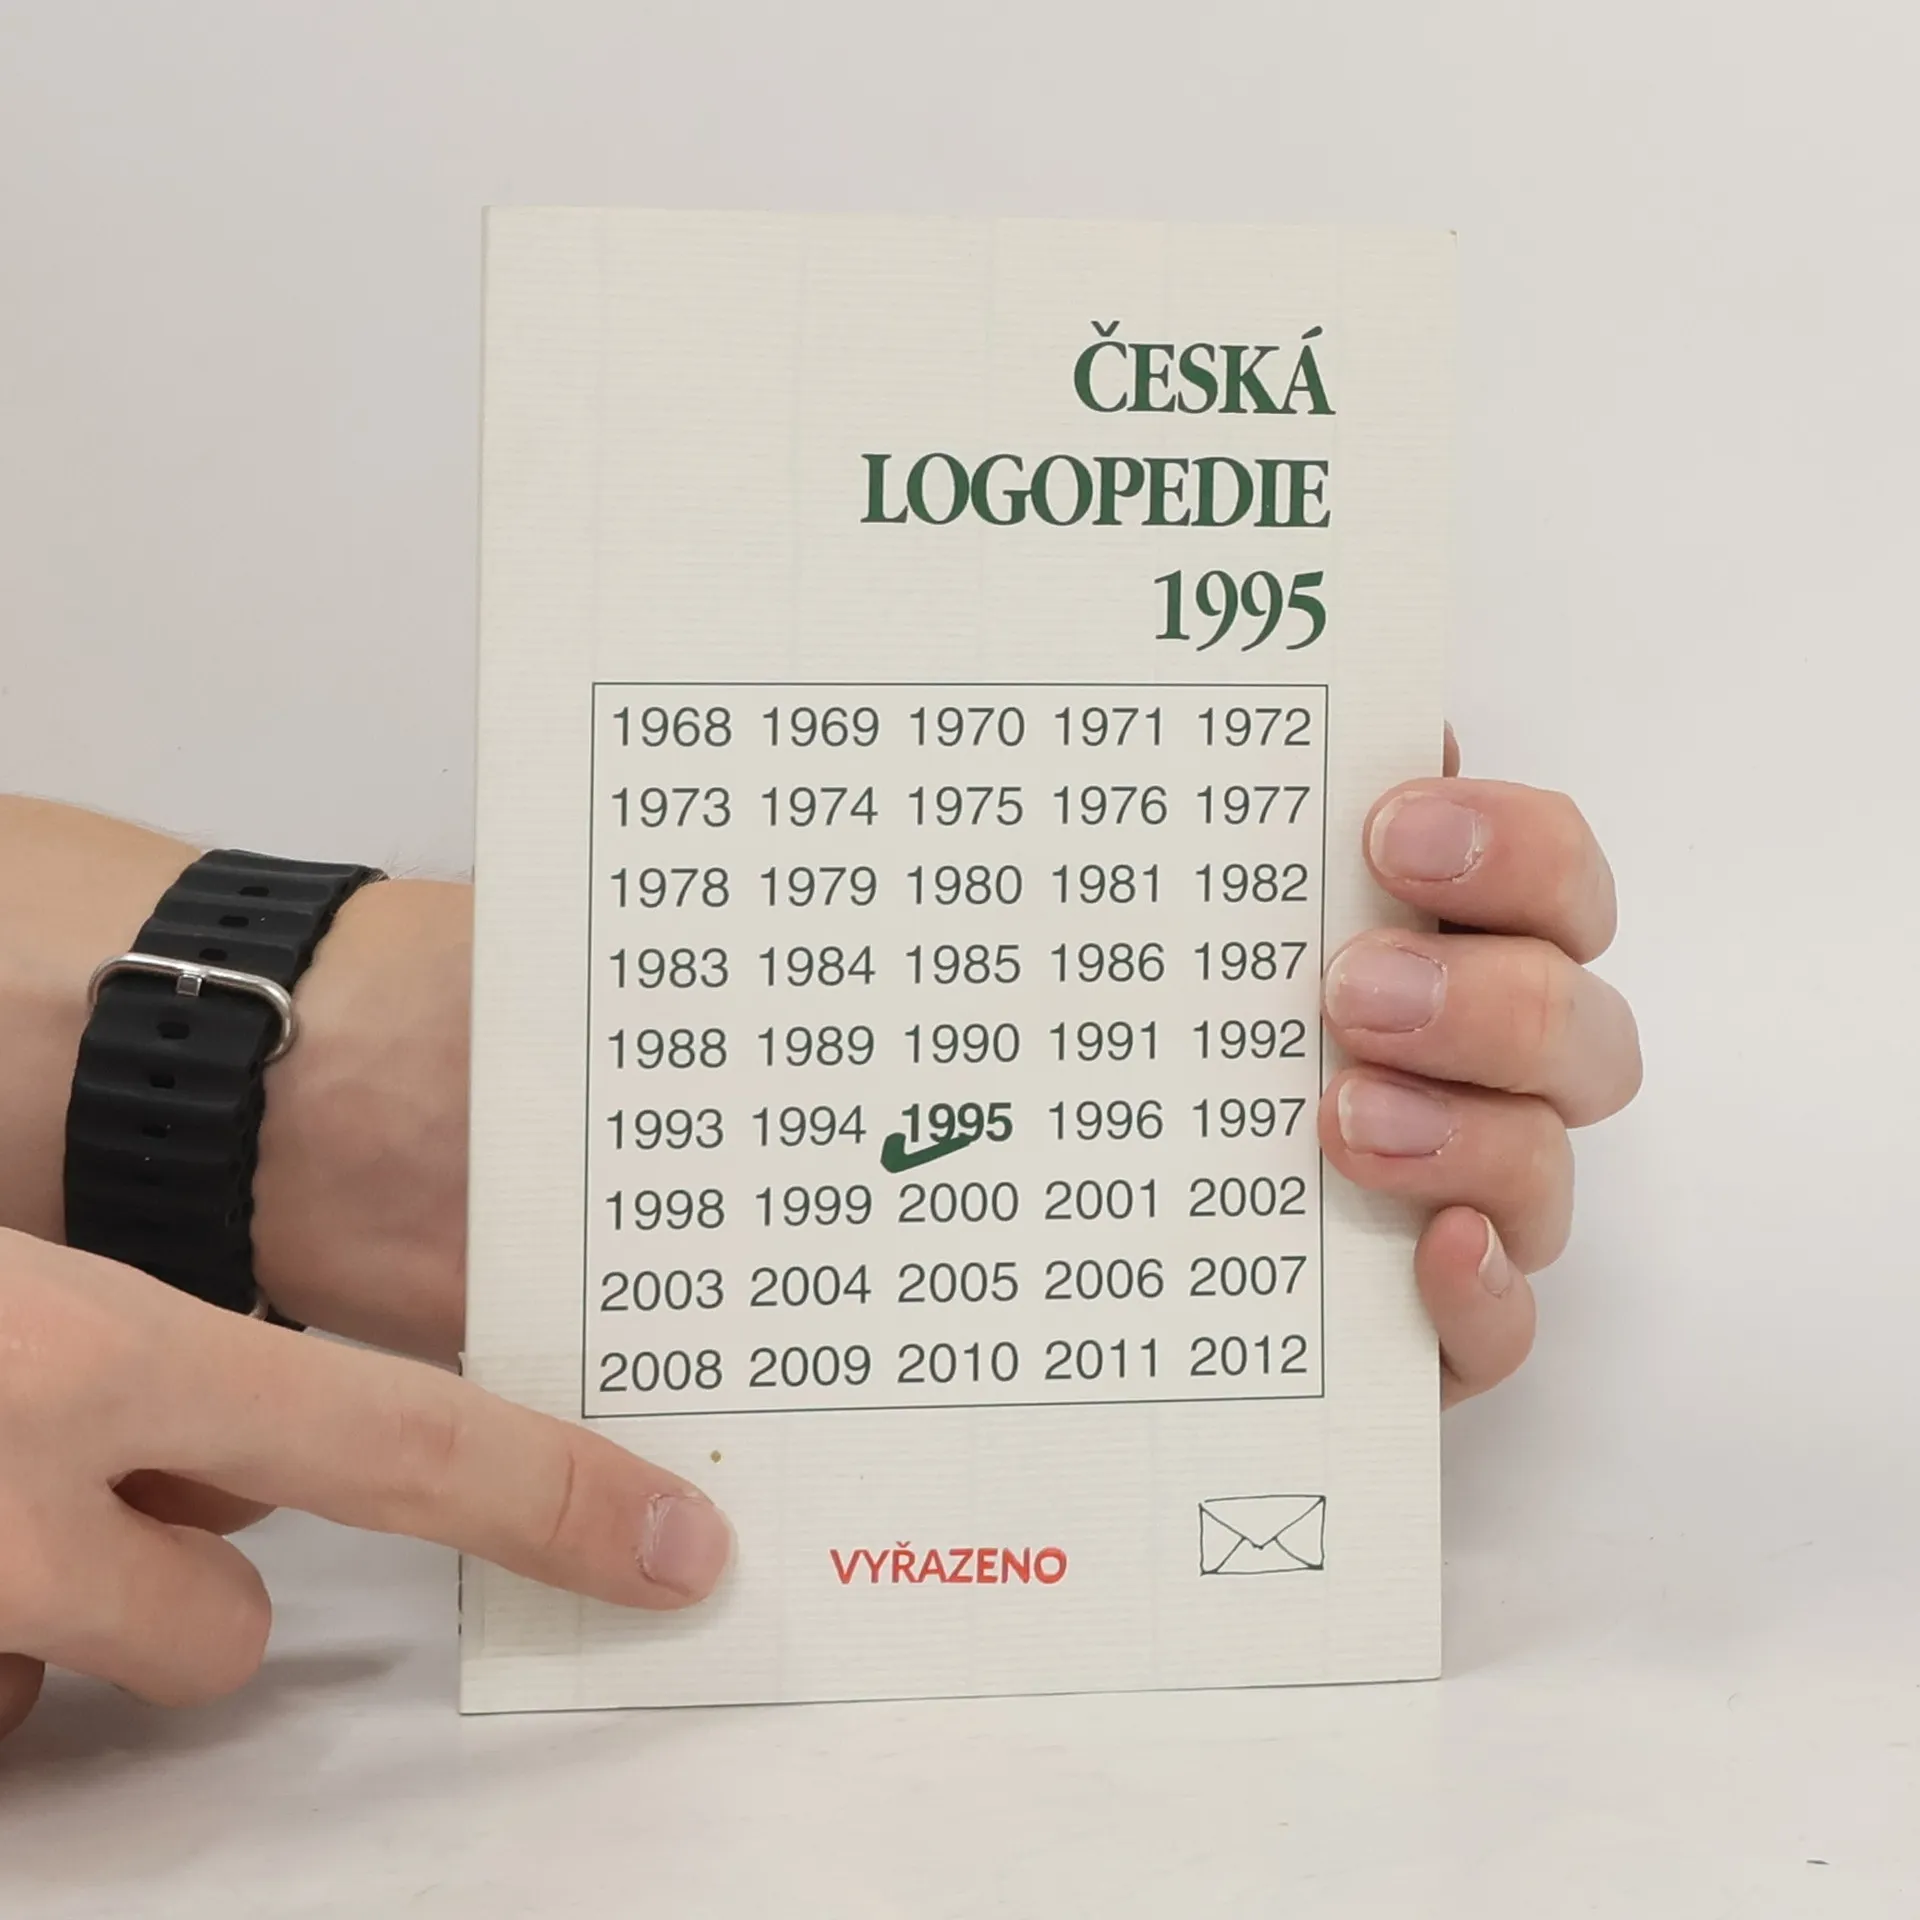 ČESKÁ
LOGOPEDIE
1995
1968 1969 1970 1971 1972
1973 1974 1975 1976 1977
1978 1979 1980 1981 1982
1983 1984 1985 1986 1987
1988 1989 1990 1991 1992
1993 1994 1995 1996 1997
1998 1999 2000 2001 2002
2003 2004 2005 2006 2007
2008 2009 2010 2011 2012
VYŘAZENO